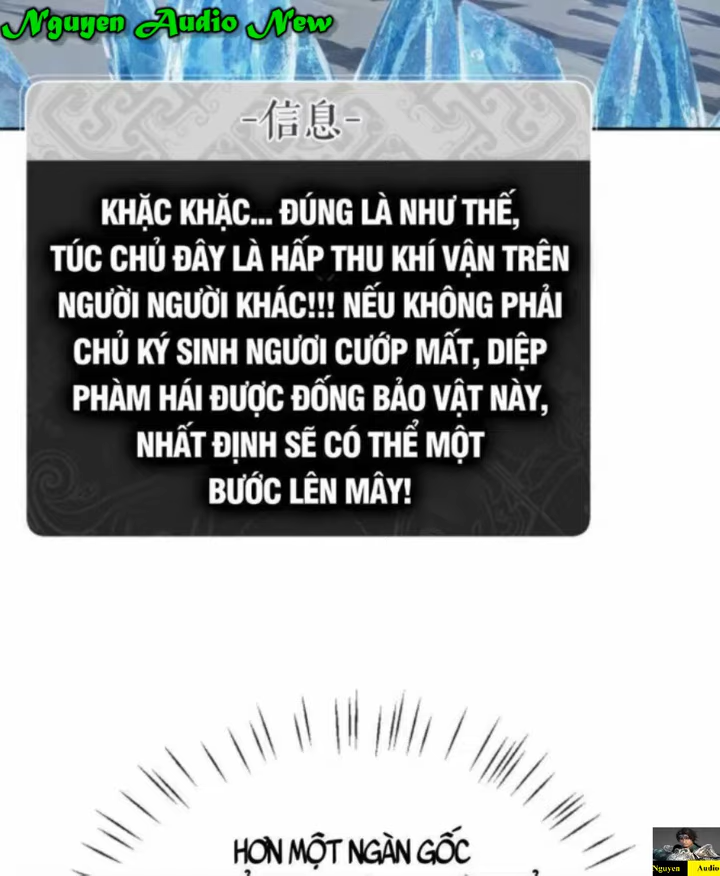 Nguyen Audio New
-信息-
KHẶC KHẶC... ĐÚNG LÀ NHƯ THẾ,
TÚC CHỦ ĐÂY LÀ HẤP THU KHÍ VẬN TRÊN
NGƯỜI NGƯỜI KHÁC!!! NẾU KHÔNG PHẢI
CHỦ KÝ SINH NGƯƠI CƯỚP MẤT, DIỆP
PHÀM HÁI ĐƯỢC ĐỐNG BẢO VẬT NÀY,
NHẤT ĐỊNH SẼ CÓ THỂ MỘT
BƯỚC LÊN MÂY!
HƠN MỘT NGÀN GỐC
Nguyen Audio